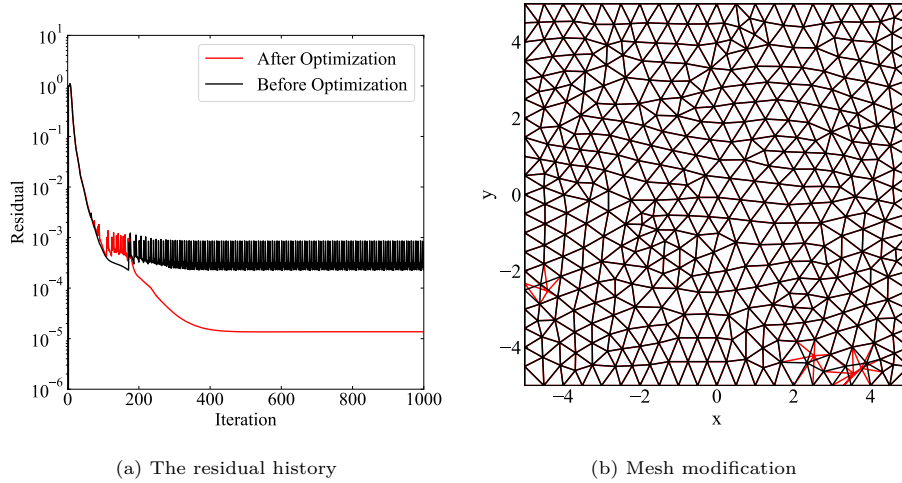 10^1
10^0
10^-1
10^-2
10^-3
10^-4
10^-5
10^-6
Residual
After Optimization
Before Optimization
0 200 400 600 800 1000
Iteration
(a) The residual history
4
2
0
−2
−4
y
−4 −2 0 2 4
x
(b) Mesh modification